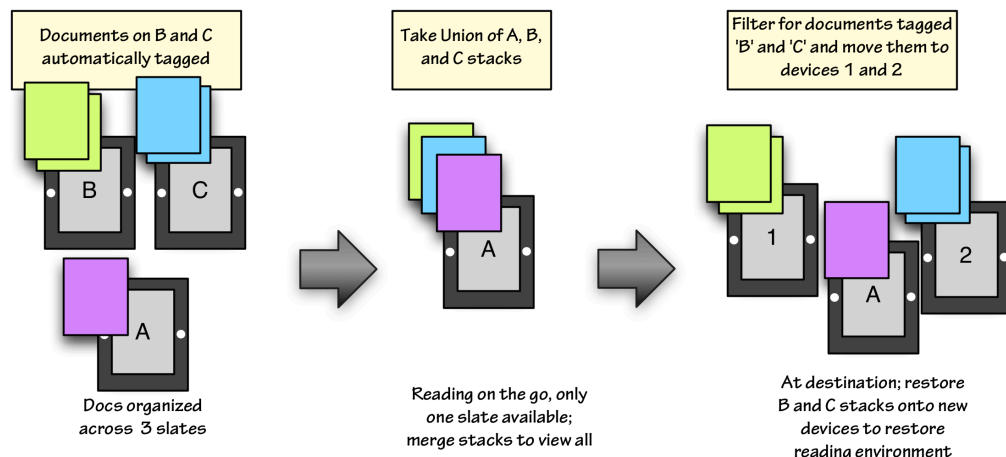 Documents on B and C
automatically tagged
B
C
A
Docs organized
across 3 slates
Take Union of A, B,
and C stacks
A
Reading on the go, only
one slate available;
merge stacks to view all
Filter for documents tagged
'B' and 'C' and move them to
devices 1 and 2
1
A
2
At destination; restore
B and C stacks onto new
devices to restore
reading environment